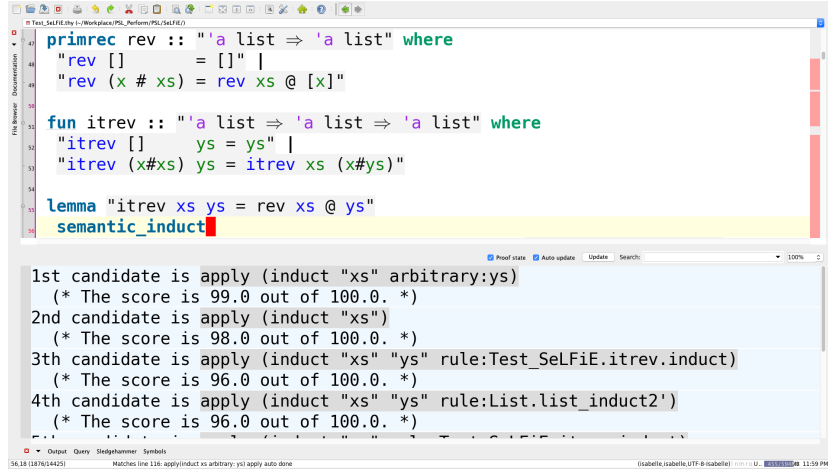 Test_SeLFiE.thy (~/Workplace/PSL_Perform/PSL/SeLFiE/)
47 primrec rev :: "'a list ⇒ 'a list" where
48 "rev [] = []" |
49 "rev (x # xs) = rev xs @ [x]"
50
51 fun itrev :: "'a list ⇒ 'a list ⇒ 'a list" where
52 "itrev [] ys = ys" |
53 "itrev (x#xs) ys = itrev xs (x#ys)"
54
55 lemma "itrev xs ys = rev xs @ ys"
56 semantic_induct
Documentation
File Browser
Proof state Auto update Update Search: 100%
1st candidate is apply (induct "xs" arbitrary:ys)
(* The score is 99.0 out of 100.0. *)
2nd candidate is apply (induct "xs")
(* The score is 98.0 out of 100.0. *)
3th candidate is apply (induct "xs" "ys" rule:Test_SeLFiE.itrev.induct)
(* The score is 96.0 out of 100.0. *)
4th candidate is apply (induct "xs" "ys" rule:List.list_induct2')
(* The score is 96.0 out of 100.0. *)
Output Query Sledgehammer Symbols
56,18 (1876/14425) Matches line 116: apply(induct xs arbitrary: ys) apply auto done (isabelle,isabelle,UTF-8-Isabelle) 11:59 PM